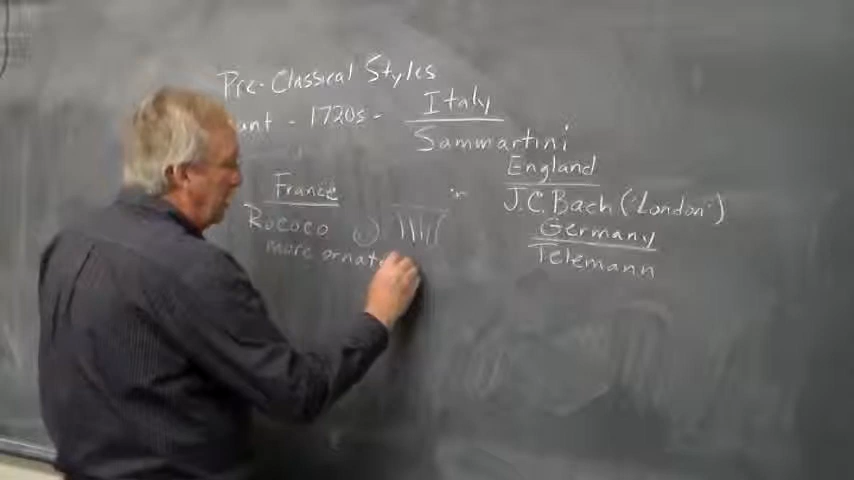 Pre-Classical Styles
ant - 1720s - Italy
Sammartini
England
J.C. Bach ("London")
Germany
Telemann
France
Rococo
more ornate